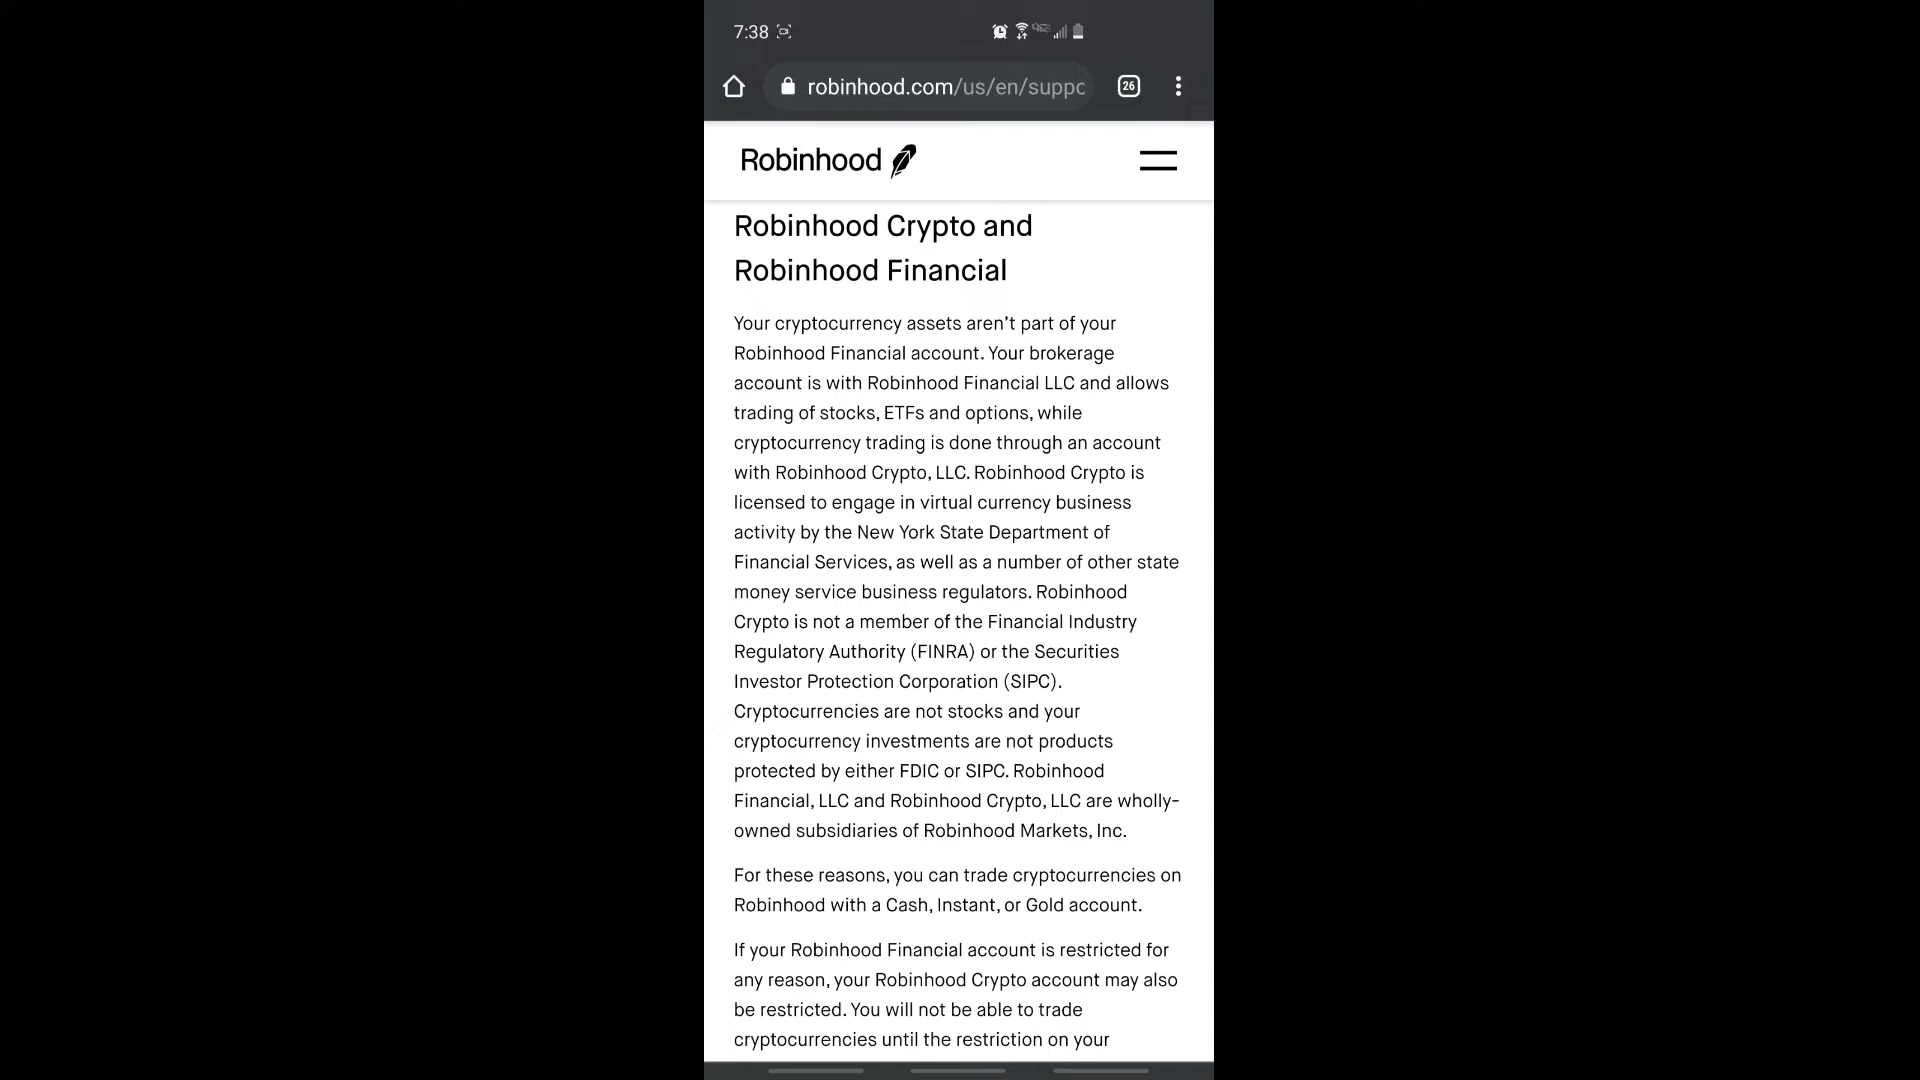 7:38
robinhood.com/us/en/suppo
26
Robinhood
Robinhood Crypto and
Robinhood Financial
Your cryptocurrency assets aren't part of your
Robinhood Financial account. Your brokerage
account is with Robinhood Financial LLC and allows
trading of stocks, ETFs and options, while
cryptocurrency trading is done through an account
with Robinhood Crypto, LLC. Robinhood Crypto is
licensed to engage in virtual currency business
activity by the New York State Department of
Financial Services, as well as a number of other state
money service business regulators. Robinhood
Crypto is not a member of the Financial Industry
Regulatory Authority (FINRA) or the Securities
Investor Protection Corporation (SIPC).
Cryptocurrencies are not stocks and your
cryptocurrency investments are not products
protected by either FDIC or SIPC. Robinhood
Financial, LLC and Robinhood Crypto, LLC are wholly-
owned subsidiaries of Robinhood Markets, Inc.
For these reasons, you can trade cryptocurrencies on
Robinhood with a Cash, Instant, or Gold account.
If your Robinhood Financial account is restricted for
any reason, your Robinhood Crypto account may also
be restricted. You will not be able to trade
cryptocurrencies until the restriction on your